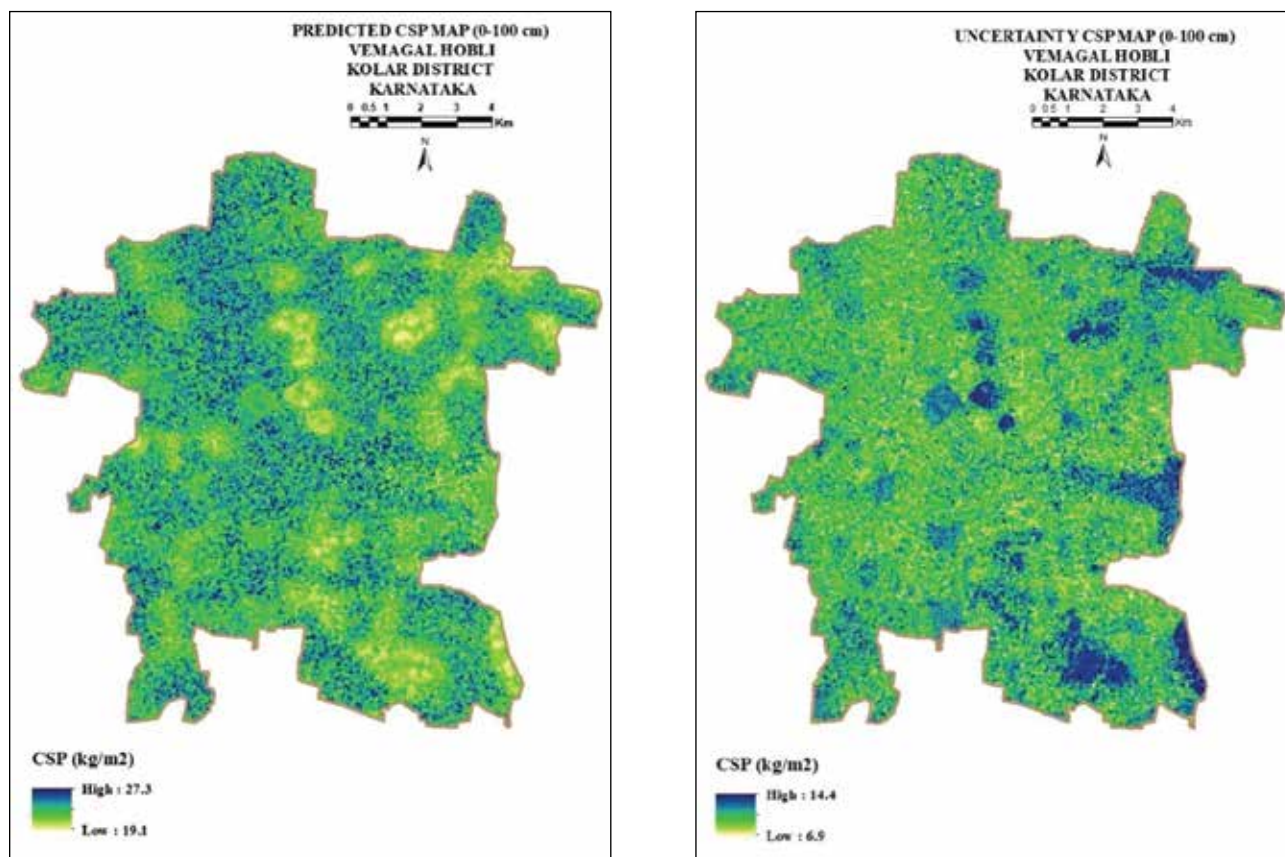 PREDICTED CSP MAP (0-100 cm)
VEMAGAL HOBLI
KOLAR DISTRICT
KARNATAKA
0 0.5 1 2 3 4
Km
N
CSP (kg/m2)
High : 27.3
Low : 19.1
UNCERTAINTY CSP MAP (0-100 cm)
VEMAGAL HOBLI
KOLAR DISTRICT
KARNATAKA
0 0.5 1 2 3 4
Km
N
CSP (kg/m2)
High : 14.4
Low : 6.9